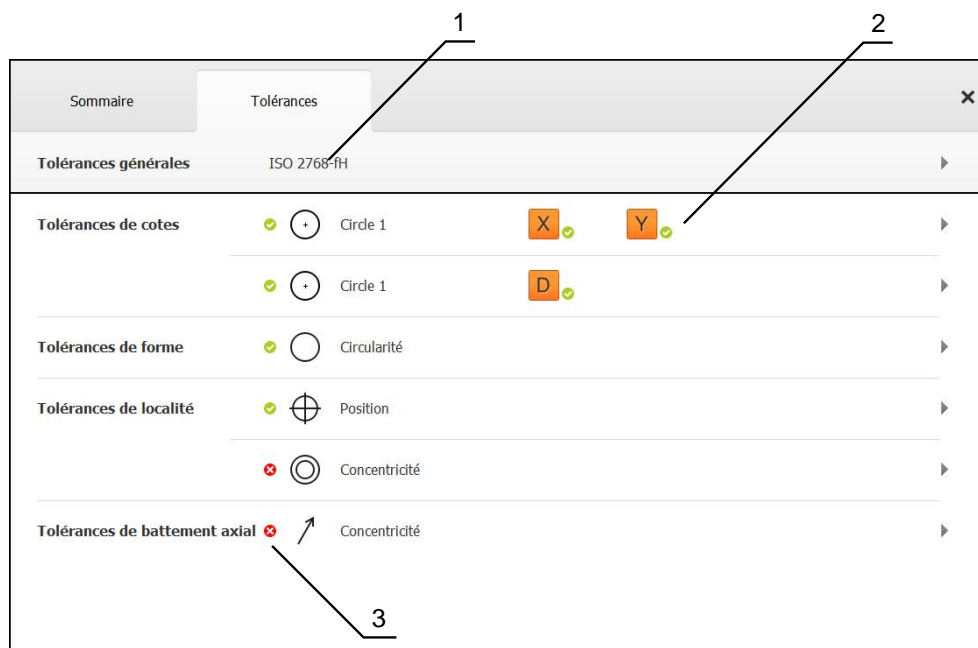 1
2
Sommaire Tolérances ×
Tolérances générales ISO 2768-fH
Tolérances de cotes Circle 1 X Y
Circle 1 D
Tolérances de forme Circularité
Tolérances de localité Position
Concentricité
Tolérances de battement axial Concentricité
3